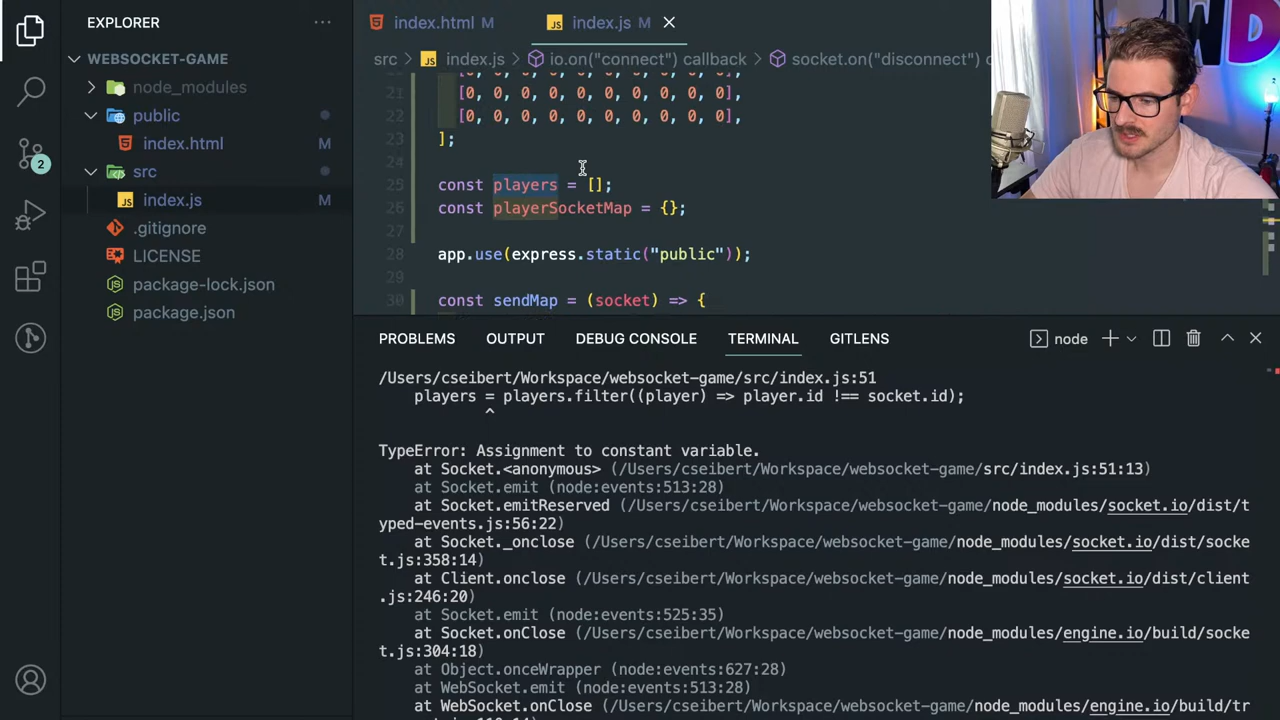 EXPLORER
WEBSOCKET-GAME
node_modules
public
index.html M
src
index.js M
.gitignore
LICENSE
package-lock.json
package.json
2
index.html M
index.js M
src > index.js > io.on("connect") callback > socket.on("disconnect") c
21 [0, 0, 0, 0, 0, 0, 0, 0, 0, 0],
22 [0, 0, 0, 0, 0, 0, 0, 0, 0, 0],
23 ];
24
25 const players = [];
26 const playerSocketMap = {};
27
28 app.use(express.static("public"));
29
30 const sendMap = (socket) => {
PROBLEMS OUTPUT DEBUG CONSOLE TERMINAL GITLENS node
/Users/cseibert/Workspace/websocket-game/src/index.js:51
players = players.filter((player) => player.id !== socket.id);
^
TypeError: Assignment to constant variable.
at Socket.<anonymous> (/Users/cseibert/Workspace/websocket-game/src/index.js:51:13)
at Socket.emit (node:events:513:28)
at Socket.emitReserved (/Users/cseibert/Workspace/websocket-game/node_modules/socket.io/dist/t
yped-events.js:56:22)
at Socket._onclose (/Users/cseibert/Workspace/websocket-game/node_modules/socket.io/dist/socke
t.js:358:14)
at Client.onclose (/Users/cseibert/Workspace/websocket-game/node_modules/socket.io/dist/client
.js:246:20)
at Socket.emit (node:events:525:35)
at Socket.onClose (/Users/cseibert/Workspace/websocket-game/node_modules/engine.io/build/socke
t.js:304:18)
at Object.onceWrapper (node:events:627:28)
at WebSocket.emit (node:events:513:28)
at WebSocket.onClose (/Users/cseibert/Workspace/websocket-game/node_modules/engine.io/build/tr